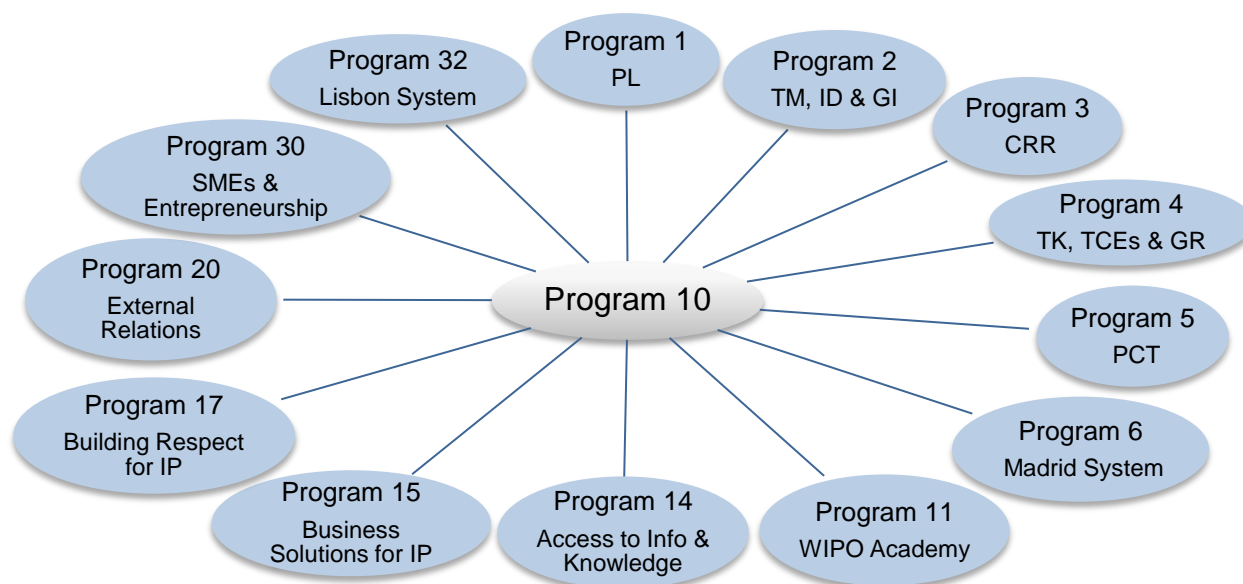 Program 1
PL
Program 2
TM, ID & GI
Program 3
CRR
Program 4
TK, TCEs & GR
Program 5
PCT
Program 6
Madrid System
Program 11
WIPO Academy
Program 14
Access to Info &
Knowledge
Program 15
Business
Solutions for IP
Program 17
Building Respect
for IP
Program 20
External
Relations
Program 30
SMEs &
Entrepreneurship
Program 32
Lisbon System
Program 10